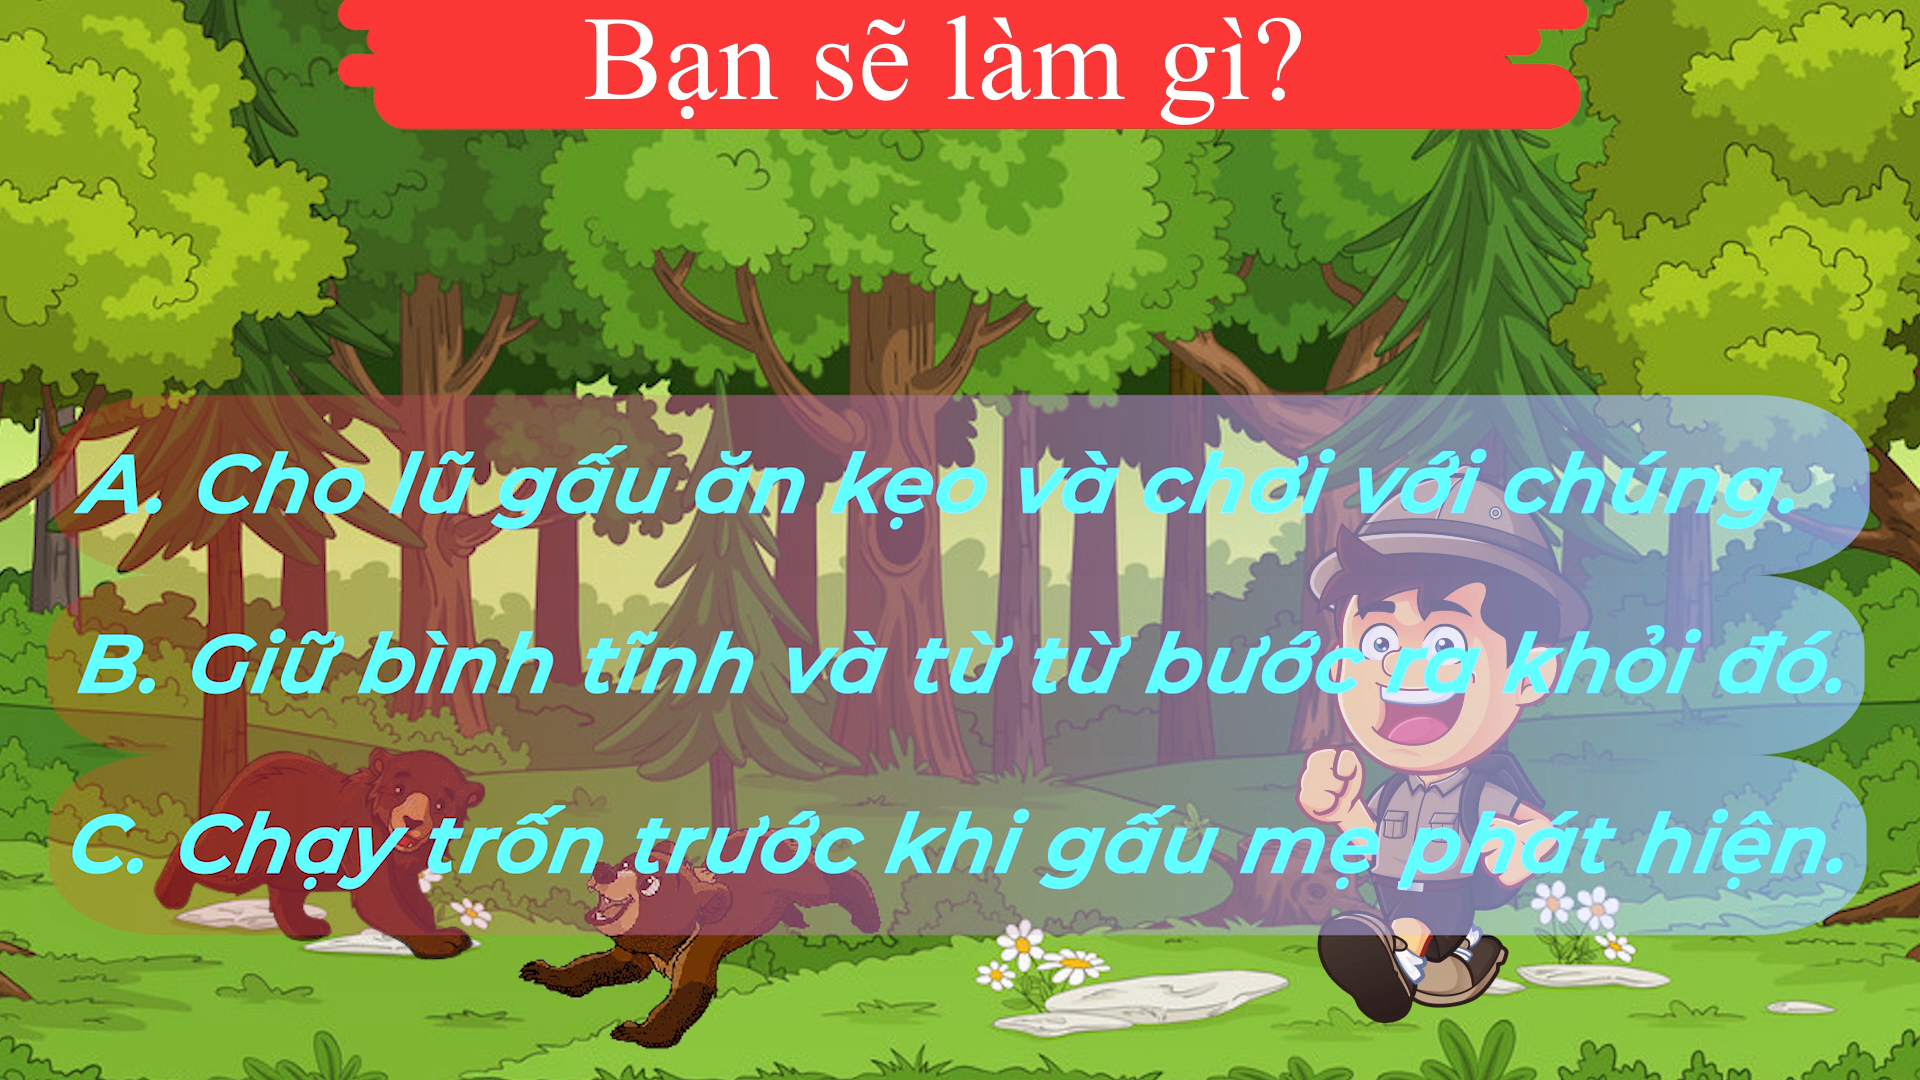 Bạn sẽ làm gì?
A. Cho lũ gấu ăn kẹo và chơi với chúng.
B. Giữ bình tĩnh và từ từ bước ra khỏi đó.
C. Chạy trốn trước khi gấu mẹ phát hiện.